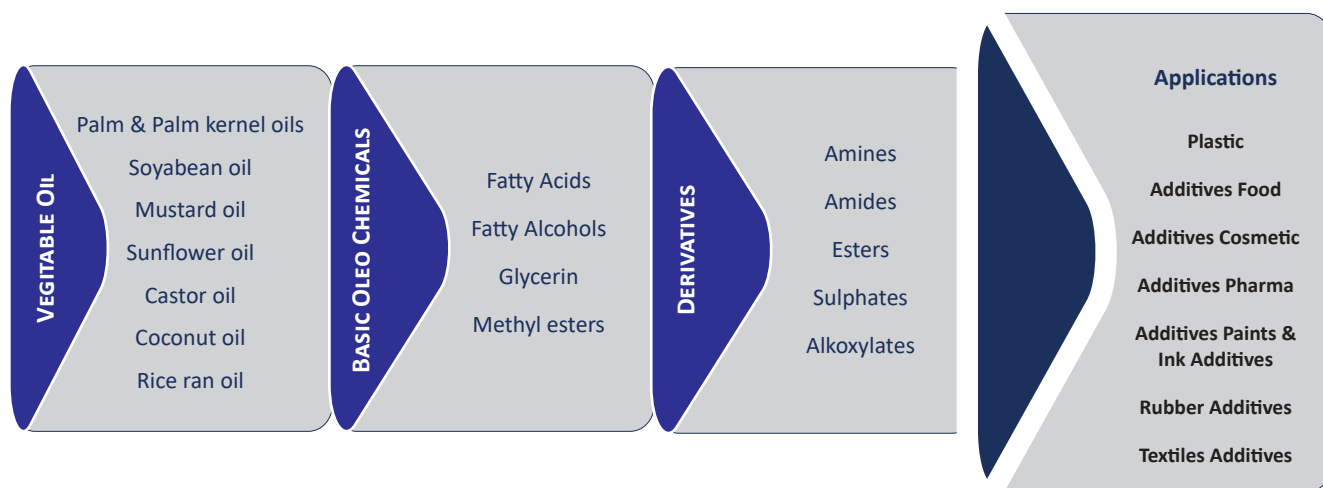 VEGITABLE OIL
Palm & Palm kernel oils
Soyabean oil
Mustard oil
Sunflower oil
Castor oil
Coconut oil
Rice ran oil
BASIC OLEO CHEMICALS
Fatty Acids
Fatty Alcohols
Glycerin
Methyl esters
DERIVATIVES
Amines
Amides
Esters
Sulphates
Alkoxylates
Applications
Plastic
Additives Food
Additives Cosmetic
Additives Pharma
Additives Paints &
Ink Additives
Rubber Additives
Textiles Additives